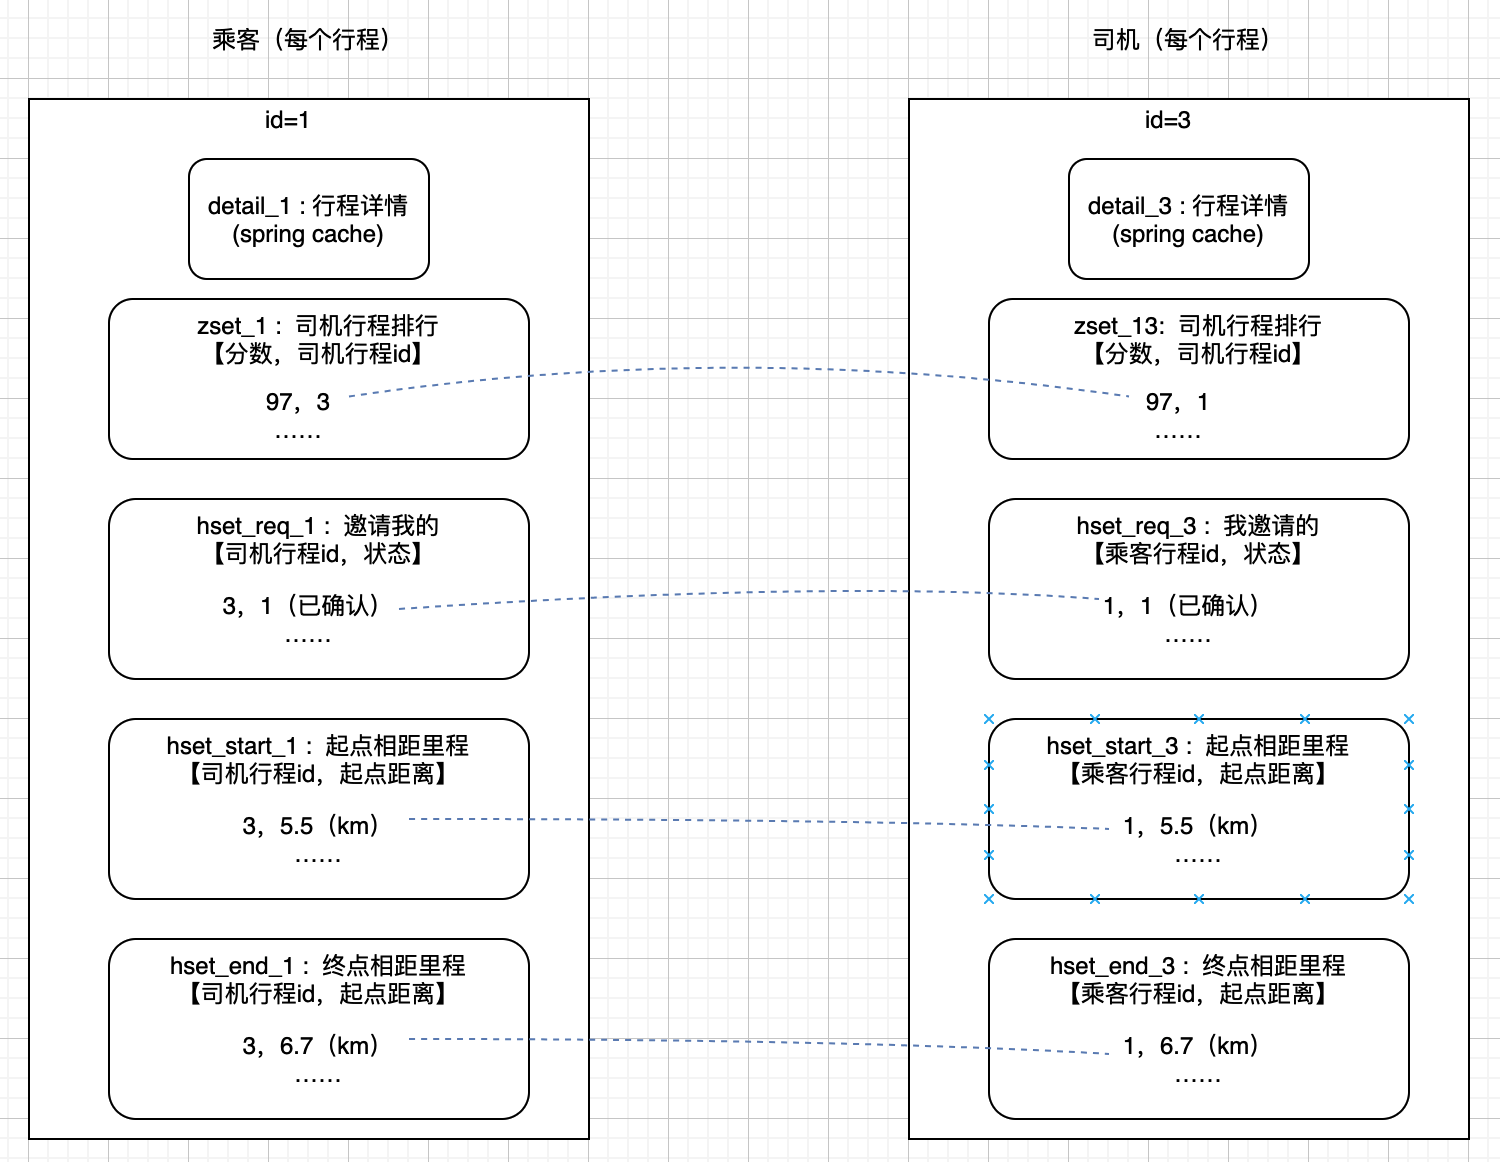 乘客（每个行程）
id=1
detail_1 : 行程详情
(spring cache)
zset_1 : 司机行程排行
【分数，司机行程id】
97，3
......
hset_req_1 : 邀请我的
【司机行程id，状态】
3，1（已确认）
......
hset_start_1 : 起点相距里程
【司机行程id，起点距离】
3，5.5（km）
......
hset_end_1 : 终点相距里程
【司机行程id，起点距离】
3，6.7（km）
......
司机（每个行程）
id=3
detail_3 : 行程详情
(spring cache)
zset_13: 司机行程排行
【分数，司机行程id】
97，1
......
hset_req_3 : 我邀请的
【乘客行程id，状态】
1，1（已确认）
......
hset_start_3 : 起点相距里程
【乘客行程id，起点距离】
1，5.5（km）
......
hset_end_3 : 终点相距里程
【乘客行程id，起点距离】
1，6.7（km）
......